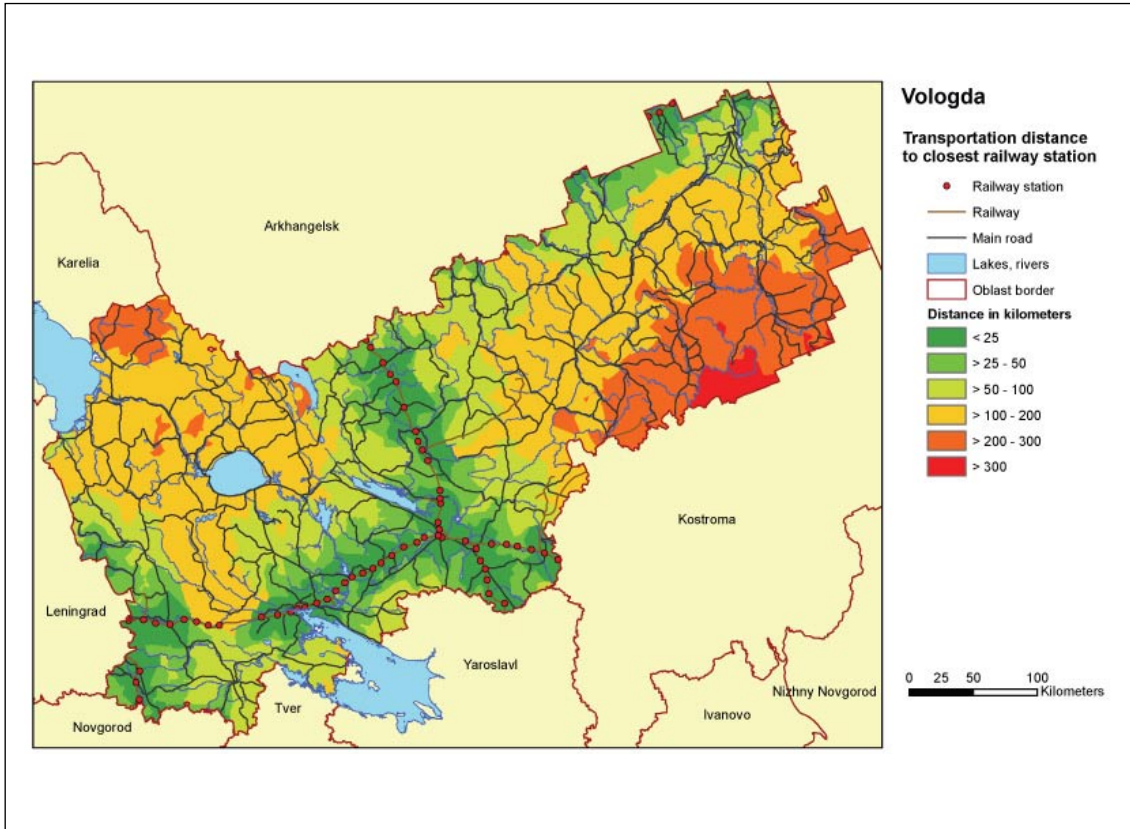 Vologda
Transportation distance
to closest railway station
Railway station
Railway
Main road
Lakes, rivers
Oblast border
Distance in kilometers
< 25
> 25 - 50
> 50 - 100
> 100 - 200
> 200 - 300
> 300
Arkhangelsk
Karelia
Kostroma
Leningrad
Yaroslavl
Nizhny Novgorod
Tver
Ivanovo
Novgorod
0 25 50 100
Kilometers